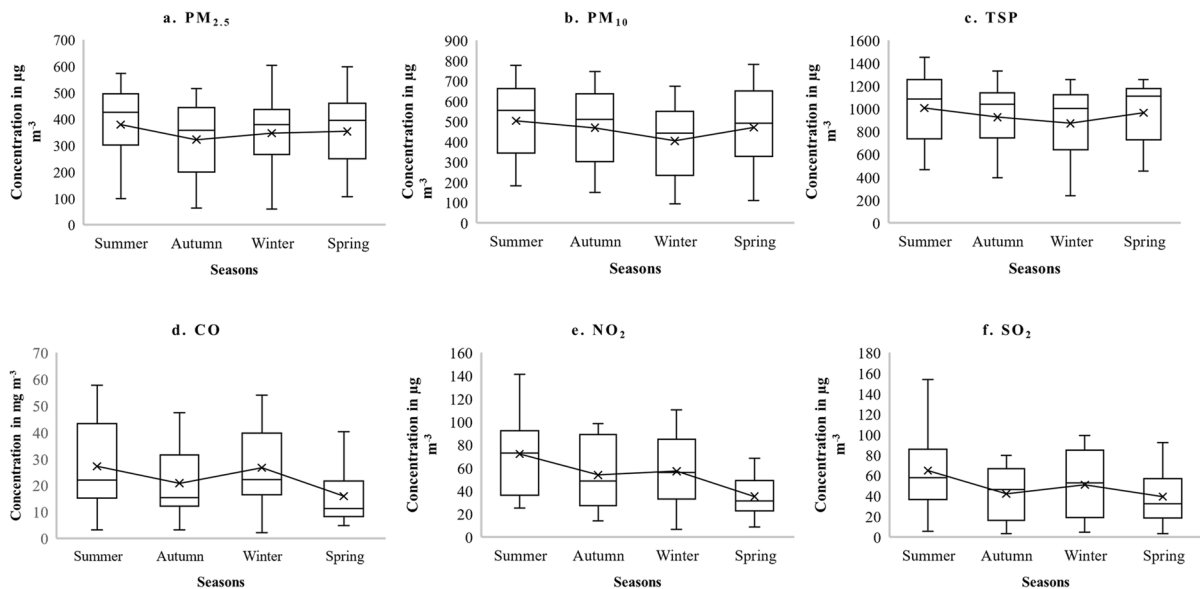 a. PM2.5
Concentration in µg
m-3
700
600
500
400
300
200
100
0
Summer Autumn Winter Spring
Seasons
b. PM10
Concentration in µg
m-3
900
800
700
600
500
400
300
200
100
0
Summer Autumn Winter Spring
Seasons
c. TSP
Concentration in µg
m-3
1600
1400
1200
1000
800
600
400
200
0
Summer Autumn Winter Spring
Seasons
d. CO
Concentration in mg m-3
70
60
50
40
30
20
10
0
Summer Autumn Winter Spring
Seasons
e. NO2
Concentration in µg
m-3
160
140
120
100
80
60
40
20
0
Summer Autumn Winter Spring
Seasons
f. SO2
Concentration in µg
m-3
180
160
140
120
100
80
60
40
20
0
Summer Autumn Winter Spring
Seasons